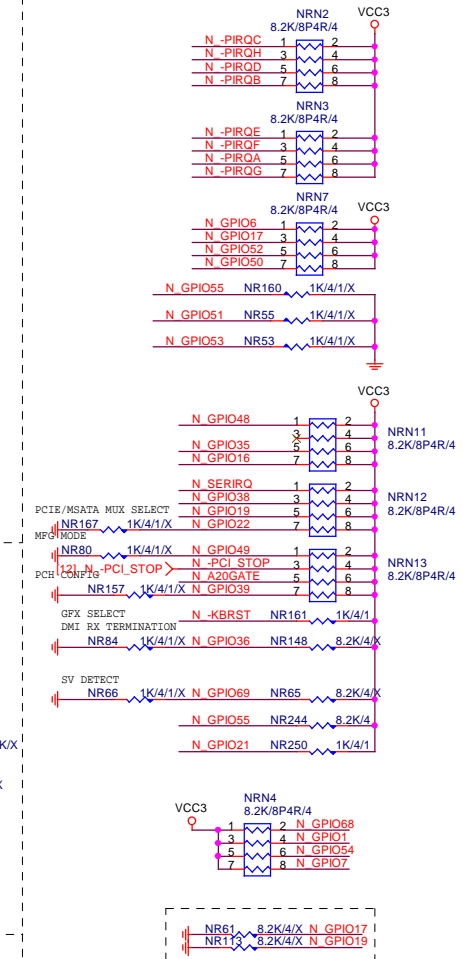 NRN2 VCC3
8.2K/8P4R/4
N_-PIRQC 1 2
N_-PIRQH 3 4
N_-PIRQD 5 6
N_-PIRQB 7 8
NRN3
8.2K/8P4R/4
N_-PIRQE 1 2
N_-PIRQF 3 4
N_-PIRQA 5 6
N_-PIRQG 7 8
NRN7
8.2K/8P4R/4 VCC3
N_GPIO6 1 2
N_GPIO17 3 4
N_GPIO52 5 6
N_GPIO50 7 8
N_GPIO55 NR160 1K/4/1/X
N_GPIO51 NR55 1K/4/1/X
N_GPIO53 NR53 1K/4/1/X
VCC3
N_GPIO48 1 2
3 4 NRN11
N_GPIO35 5 6 8.2K/8P4R/4
N_GPIO16 7 8
N_SERIRQ 1 2
N_GPIO38 3 4 NRN12
N_GPIO19 5 6 8.2K/8P4R/4
PCIE/MSATA MUX SELECT
NR167 1K/4/1/X N_GPIO22 7 8
MFG MODE
NR80 1K/4/1/X N_GPIO49 1 2
[12] N_-PCI_STOP N_-PCI_STOP 3 4 NRN13
PCH CONFIG N_A20GATE 5 6 8.2K/8P4R/4
NR157 1K/4/1/X N_GPIO39 7 8
GFX SELECT N_-KBRST NR161 1K/4/1
DMI RX TERMINATION
NR84 1K/4/1/X N_GPIO36 NR148 8.2K/4/X
SV DETECT
NR66 1K/4/1/X N_GPIO69 NR65 8.2K/4/X
N_GPIO55 NR244 8.2K/4
K/X N_GPIO21 NR250 1K/4/1
X
NRN4
VCC3 8.2K/8P4R/4
1 2 N_GPIO68
3 4 N_GPIO1
5 6 N_GPIO54
7 8 N_GPIO7
NR61 8.2K/4/X N_GPIO17
NR113 8.2K/4/X N_GPIO19